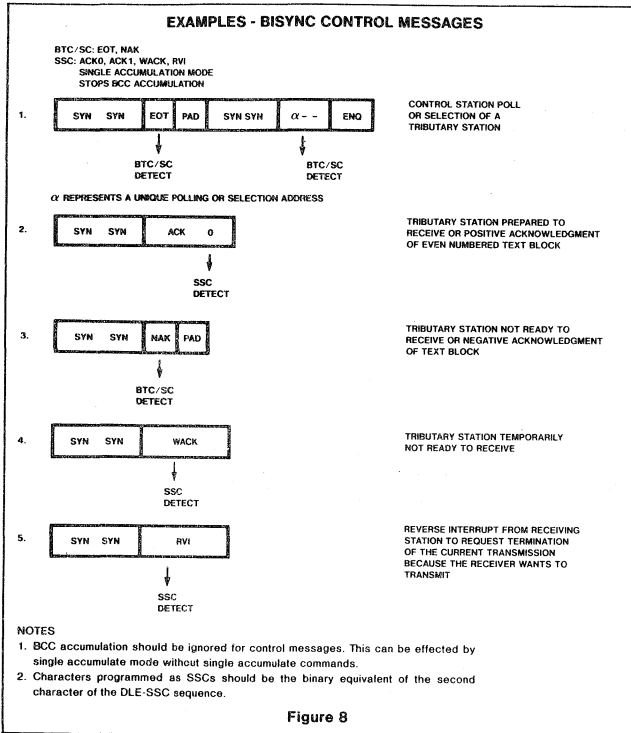 EXAMPLES - BISYNC CONTROL MESSAGES
BTC/SC: EOT, NAK
SSC: ACK0, ACK1, WACK, RVI
SINGLE ACCUMULATION MODE
STOPS BCC ACCUMULATION
1.
SYN SYN EOT PAD SYN SYN α - - ENQ
CONTROL STATION POLL
OR SELECTION OF A
TRIBUTARY STATION
BTC/SC
DETECT
BTC/SC
DETECT
α REPRESENTS A UNIQUE POLLING OR SELECTION ADDRESS
2.
SYN SYN ACK 0
TRIBUTARY STATION PREPARED TO
RECEIVE OR POSITIVE ACKNOWLEDGMENT
OF EVEN NUMBERED TEXT BLOCK
SSC
DETECT
3.
SYN SYN NAK PAD
TRIBUTARY STATION NOT READY TO
RECEIVE OR NEGATIVE ACKNOWLEDGMENT
OF TEXT BLOCK
BTC/SC
DETECT
4.
SYN SYN WACK
TRIBUTARY STATION TEMPORARILY
NOT READY TO RECEIVE
SSC
DETECT
5.
SYN SYN RVI
REVERSE INTERRUPT FROM RECEIVING
STATION TO REQUEST TERMINATION
OF THE CURRENT TRANSMISSION
BECAUSE THE RECEIVER WANTS TO
TRANSMIT
SSC
DETECT
NOTES
1. BCC accumulation should be ignored for control messages. This can be effected by
single accumulate mode without single accumulate commands.
2. Characters programmed as SSCs should be the binary equivalent of the second
character of the DLE-SSC sequence.
Figure 8